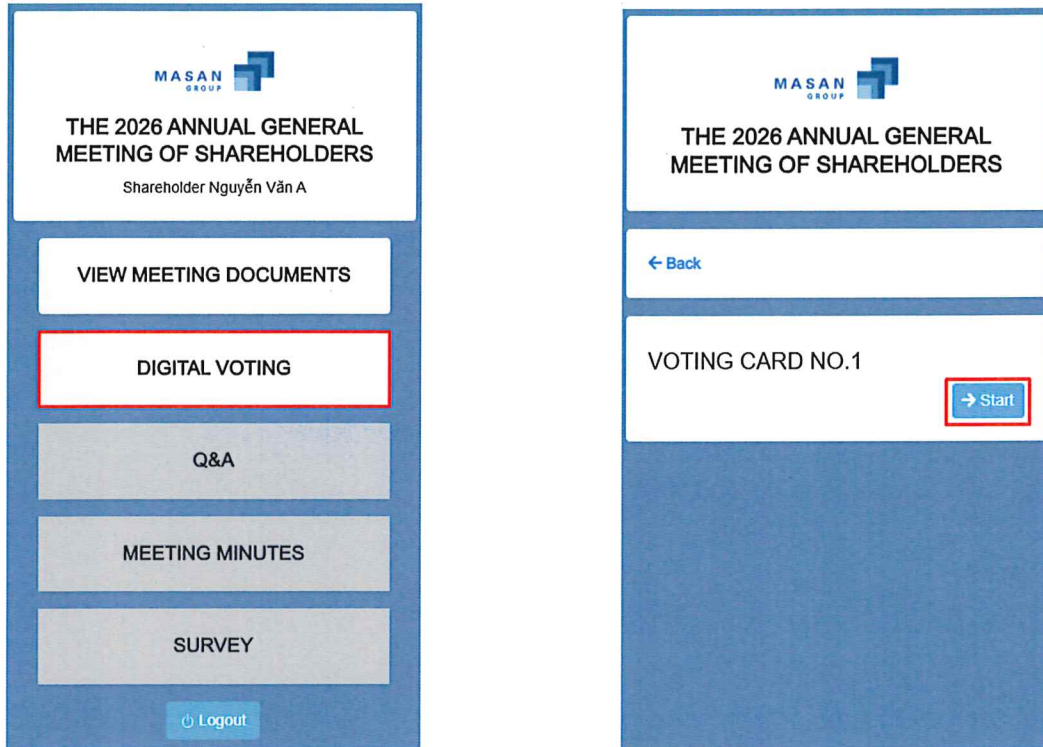 MASAN
GROUP
THE 2026 ANNUAL GENERAL
MEETING OF SHAREHOLDERS
Shareholder Nguyễn Văn A
VIEW MEETING DOCUMENTS
DIGITAL VOTING
Q&A
MEETING MINUTES
SURVEY
Logout
MASAN
GROUP
THE 2026 ANNUAL GENERAL
MEETING OF SHAREHOLDERS
← Back
VOTING CARD NO.1
→ Start